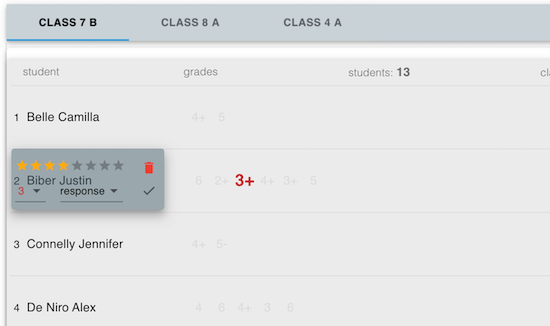 CLASS 7 B CLASS 8 A CLASS 4 A
student grades students: 13 cl
1 Belle Camilla 4+ 5
2 Biber Justin 6 2+ 3+ 4+ 3+ 5
3 response
3 Connelly Jennifer 4+ 5-
4 De Niro Alex 4 6 4+ 3 6